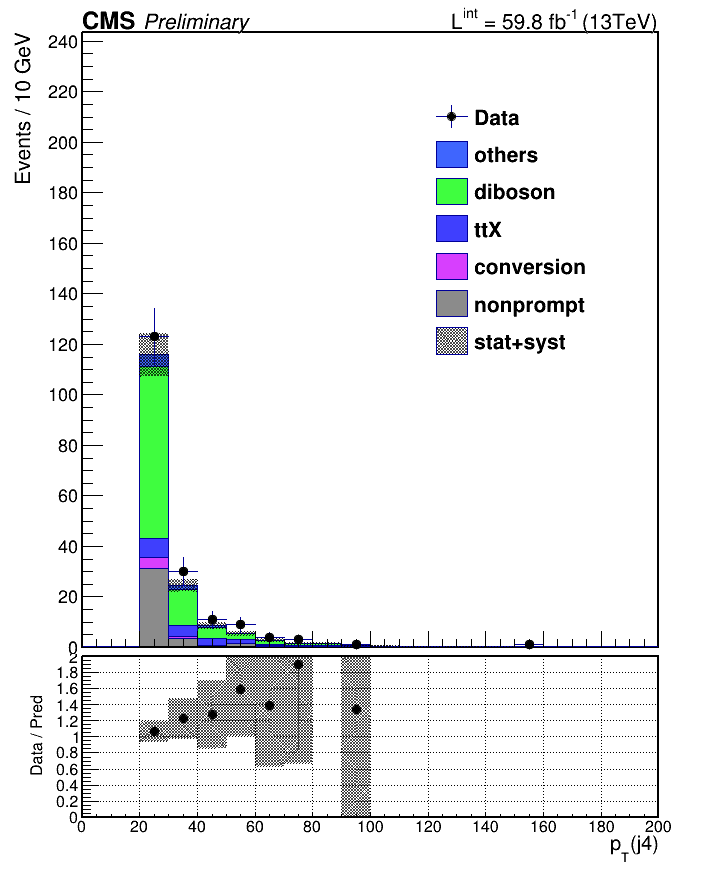 CMS Preliminary
L^int = 59.8 fb^-1 (13TeV)
Events / 10 GeV
240
220
200
180
160
140
120
100
80
60
40
20
0
Data
others
diboson
ttX
conversion
nonprompt
stat+syst
Data / Pred
2
1.8
1.6
1.4
1.2
1
0.8
0.6
0.4
0.2
0
0 20 40 60 80 100 120 140 160 180 200
p_T(j4)